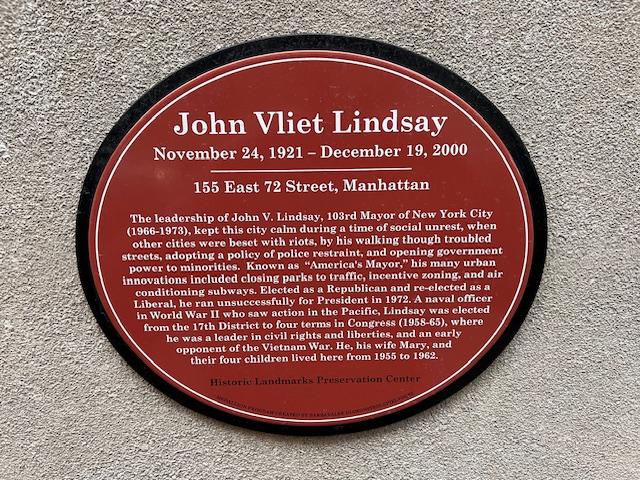 John Vliet Lindsay
November 24, 1921 – December 19, 2000
155 East 72 Street, Manhattan
The leadership of John V. Lindsay, 103rd Mayor of New York City
(1966-1973), kept this city calm during a time of social unrest, when
other cities were beset with riots, by his walking though troubled
streets, adopting a policy of police restraint, and opening government
power to minorities. Known as "America's Mayor," his many urban
innovations included closing parks to traffic, incentive zoning, and air
conditioning subways. Elected as a Republican and re-elected as a
Liberal, he ran unsuccessfully for President in 1972. A naval officer
in World War II who saw action in the Pacific, Lindsay was elected
from the 17th District to four terms in Congress (1958-65), where
he was a leader in civil rights and liberties, and an early
opponent of the Vietnam War. He, his wife Mary, and
their four children lived here from 1955 to 1962.
Historic Landmarks Preservation Center
MEDALLION PROGRAM CREATED BY BARBARALEE DIAMONSTEIN-SPIELVOGEL